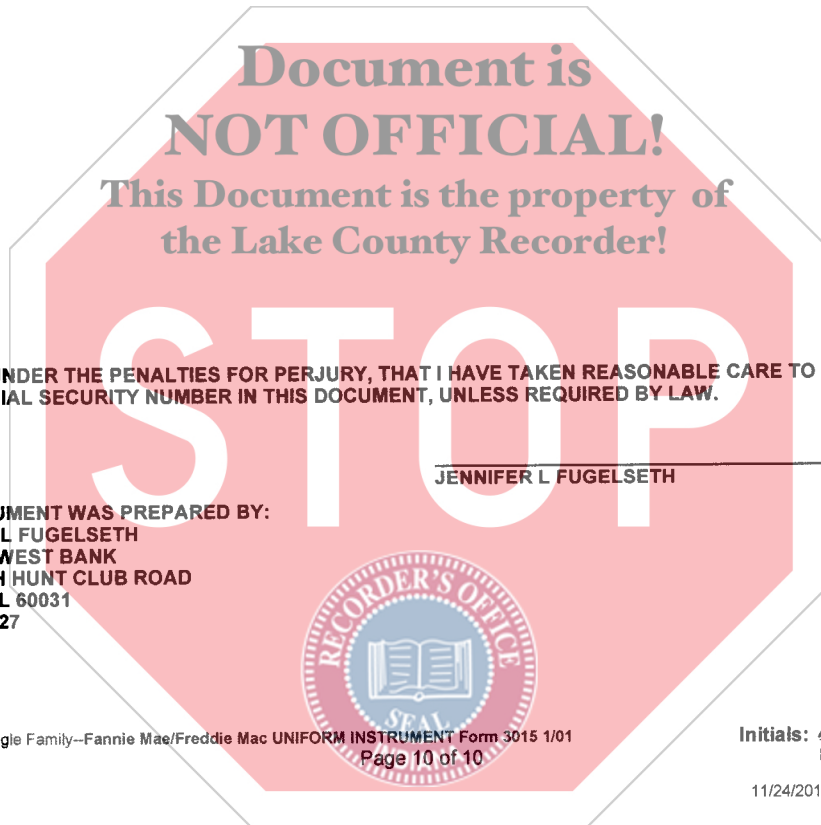 Document is
NOT OFFICIAL!
This Document is the property of
the Lake County Recorder!
STOP
NDER THE PENALTIES FOR PERJURY, THAT I HAVE TAKEN REASONABLE CARE TO
IAL SECURITY NUMBER IN THIS DOCUMENT, UNLESS REQUIRED BY LAW.
JENNIFER L FUGELSETH
UMENT WAS PREPARED BY:
L FUGELSETH
WEST BANK
H HUNT CLUB ROAD
L 60031
27
RECORDER'S OFFICE
SEAL
INDIANA
gle Family--Fannie Mae/Freddie Mac UNIFORM INSTRUMENT Form 3015 1/01
Page 10 of 10
Initials:
11/24/201